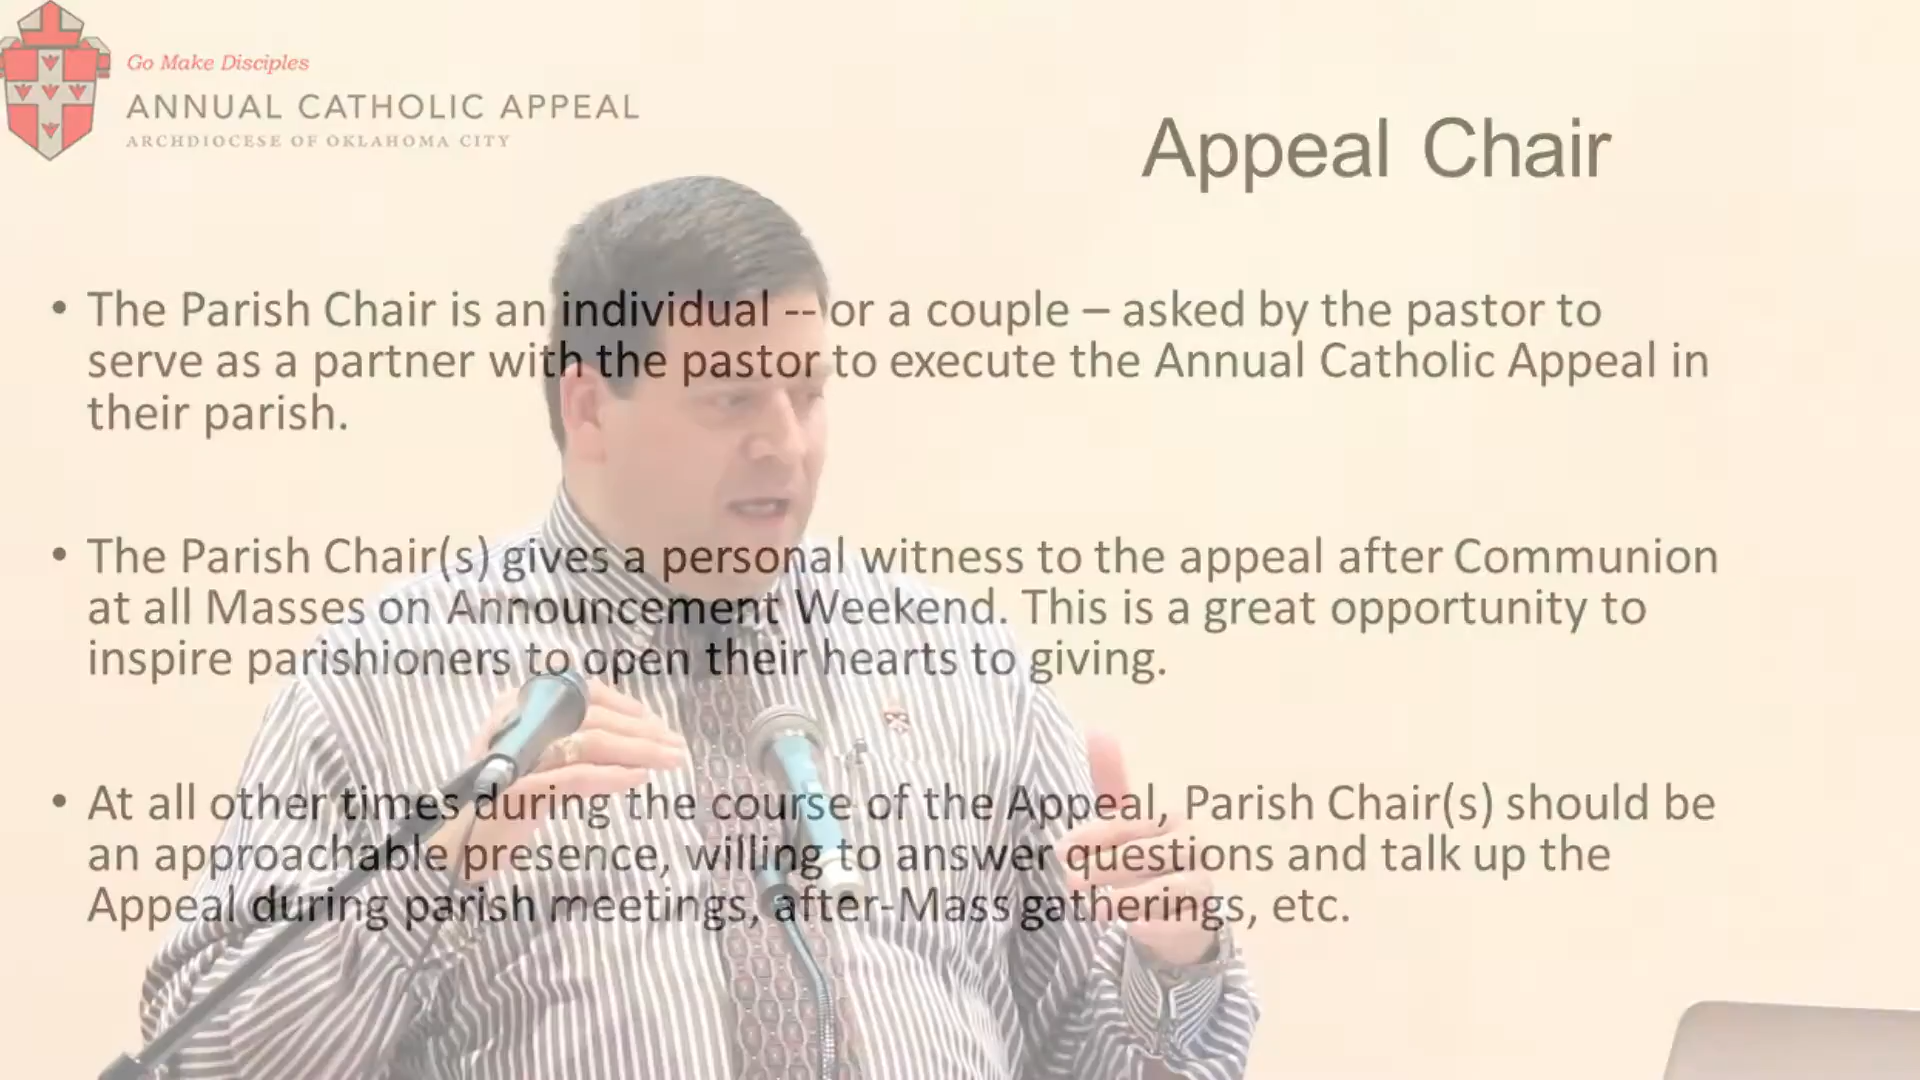 Go Make Disciples
ANNUAL CATHOLIC APPEAL
ARCHDIOCESE OF OKLAHOMA CITY
Appeal Chair
• The Parish Chair is an individual -- or a couple – asked by the pastor to
serve as a partner with the pastor to execute the Annual Catholic Appeal in
their parish.
• The Parish Chair(s) gives a personal witness to the appeal after Communion
at all Masses on Announcement Weekend. This is a great opportunity to
inspire parishioners to open their hearts to giving.
• At all other times during the course of the Appeal, Parish Chair(s) should be
an approachable presence, willing to answer questions and talk up the
Appeal during parish meetings, after-Mass gatherings, etc.